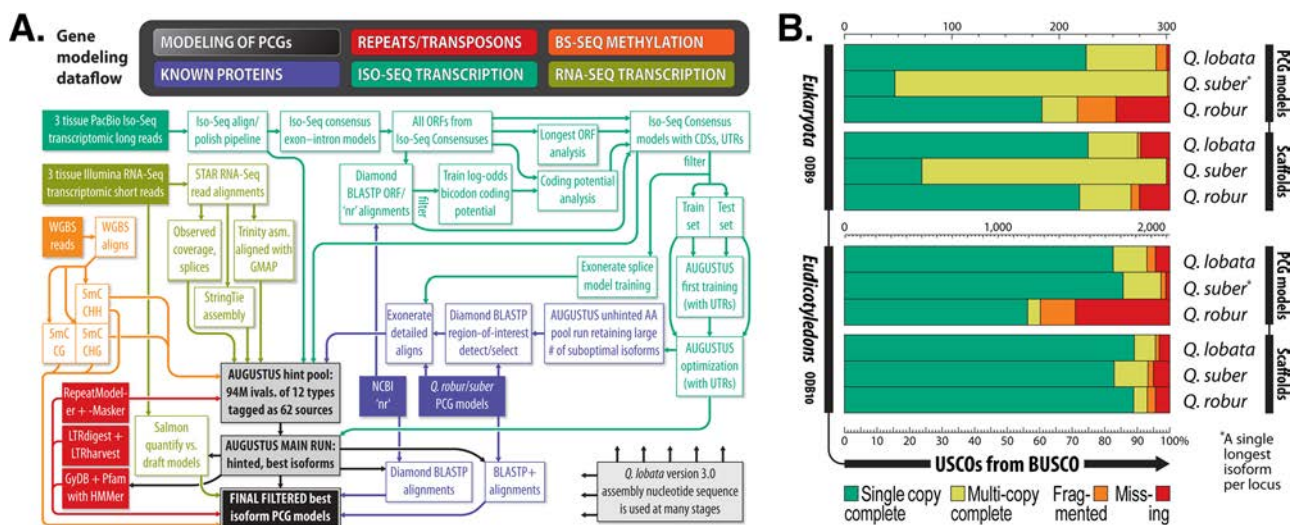 A.
Gene
modeling
dataflow
MODELING OF PCGs
REPEATS/TRANSPOSONS
BS-SEQ METHYLATION
KNOWN PROTEINS
ISO-SEQ TRANSCRIPTION
RNA-SEQ TRANSCRIPTION
3 tissue PacBio Iso-Seq
transcriptomic long reads
Iso-Seq align/
polish pipeline
Iso-Seq consensus
exon–intron models
All ORFs from
Iso-Seq Consensuses
Longest ORF
analysis
Iso-Seq Consensus
models with CDSs, UTRs
filter
3 tissue Illumina RNA-Seq
transcriptomic short reads
STAR RNA-Seq
read alignments
Diamond
BLASTP ORF/
'nr' alignments
filter
Train log-odds
bicodon coding
potential
Coding potential
analysis
Train
set
Test
set
WGBS
reads
WGBS
aligns
Observed
coverage,
splices
Trinity asm.
aligned with
GMAP
StringTie
assembly
Exonerate splice
model training
AUGUSTUS
first training
(with UTRs)
5mC
CHH
5mC
CG
5mC
CHG
Exonerate
detailed
aligns
Diamond BLASTP
region-of-interest
detect/select
AUGUSTUS unhinted AA
pool run retaining large
# of suboptimal isoforms
AUGUSTUS
optimization
(with UTRs)
AUGUSTUS hint pool:
94M ivals. of 12 types
tagged as 62 sources
NCBI
'nr'
Q. robur/suber
PCG models
RepeatModel-
er + -Masker
LTRdigest +
LTRharvest
GyDB + Pfam
with HMMer
Salmon
quantify vs.
draft models
AUGUSTUS MAIN RUN:
hinted, best isoforms
Diamond BLASTP
alignments
BLASTP+
alignments
FINAL FILTERED best
isoform PCG models
Q. lobata version 3.0
assembly nucleotide sequence
is used at many stages
B.
0 100 200 300
Eukaryota ODB9
Q. lobata
Q. suber*
Q. robur
PCG models
Q. lobata
Q. suber
Q. robur
Scaffolds
0 1,000 2,000
Eudicotyledons ODB10
Q. lobata
Q. suber*
Q. robur
PCG models
Q. lobata
Q. suber
Q. robur
Scaffolds
0 10 20 30 40 50 60 70 80 90 100%
USCOs from BUSCO
*A single
longest
isoform
per locus
Single copy
complete
Multi-copy
complete
Frag-
mented
Miss-
ing